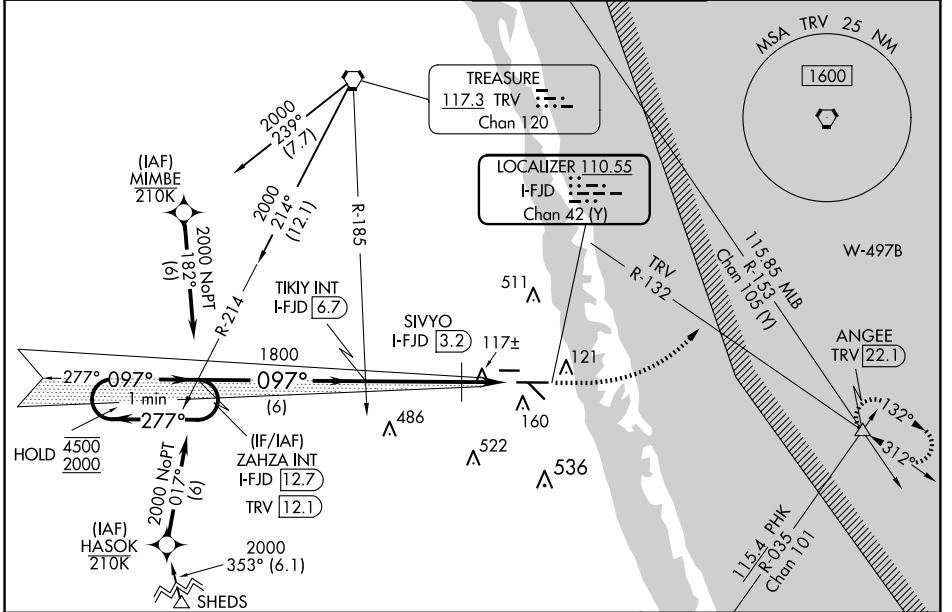 MSA TRV 25 NM
1600
TREASURE
117.3 TRV
Chan 120
2000
239°
(7.7)
(IAF)
MIMBE
210K
LOCALIZER 110.55
I-FJD
Chan 42 (Y)
2000
214°
(12.1)
R-185
2000 NoPT
182°
(6)
R-214
TIKIY INT
I-FJD 6.7
511
TRV
R-132
115.85 MLB
R-153
Chan 105 (Y)
W-497B
SIVYO
I-FJD 3.2
117±
ANGEE
TRV 22.1
1800
121
277° 097°
097°
1 min
(6)
277°
160
132°
312°
486
HOLD 4500
2000
(IF/IAF)
ZAHZA INT
I-FJD 12.7
TRV 12.1
522
536
2000 NoPT
017°
(6)
(IAF)
HASOK
210K
2000
353° (6.1)
SHEDS
115.4 PHK
R-035
Chan 101